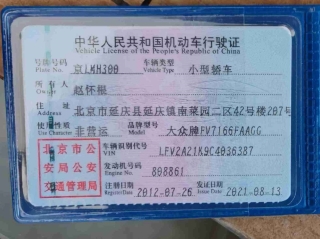 中华人民共和国机动车行驶证
Vehicle License of the People's Republic of China
号牌号码 京LMH300 车辆类型 小型轿车
Plate No. Vehicle Type
所有人 赵怀根
Owner
住址 北京市延庆县延庆镇南菜园二区42号楼207号
Address
使用性质 非营运 品牌型号 大众牌FV7166FAAGG
Use Character Model
北京市公安局公安交通管理局
车辆识别代号 LFV2A21K9C4036387
VIN
发动机号码 808861
Engine No.
注册日期 2012-07-26 发证日期 2021-08-13
Register Date Issue Date